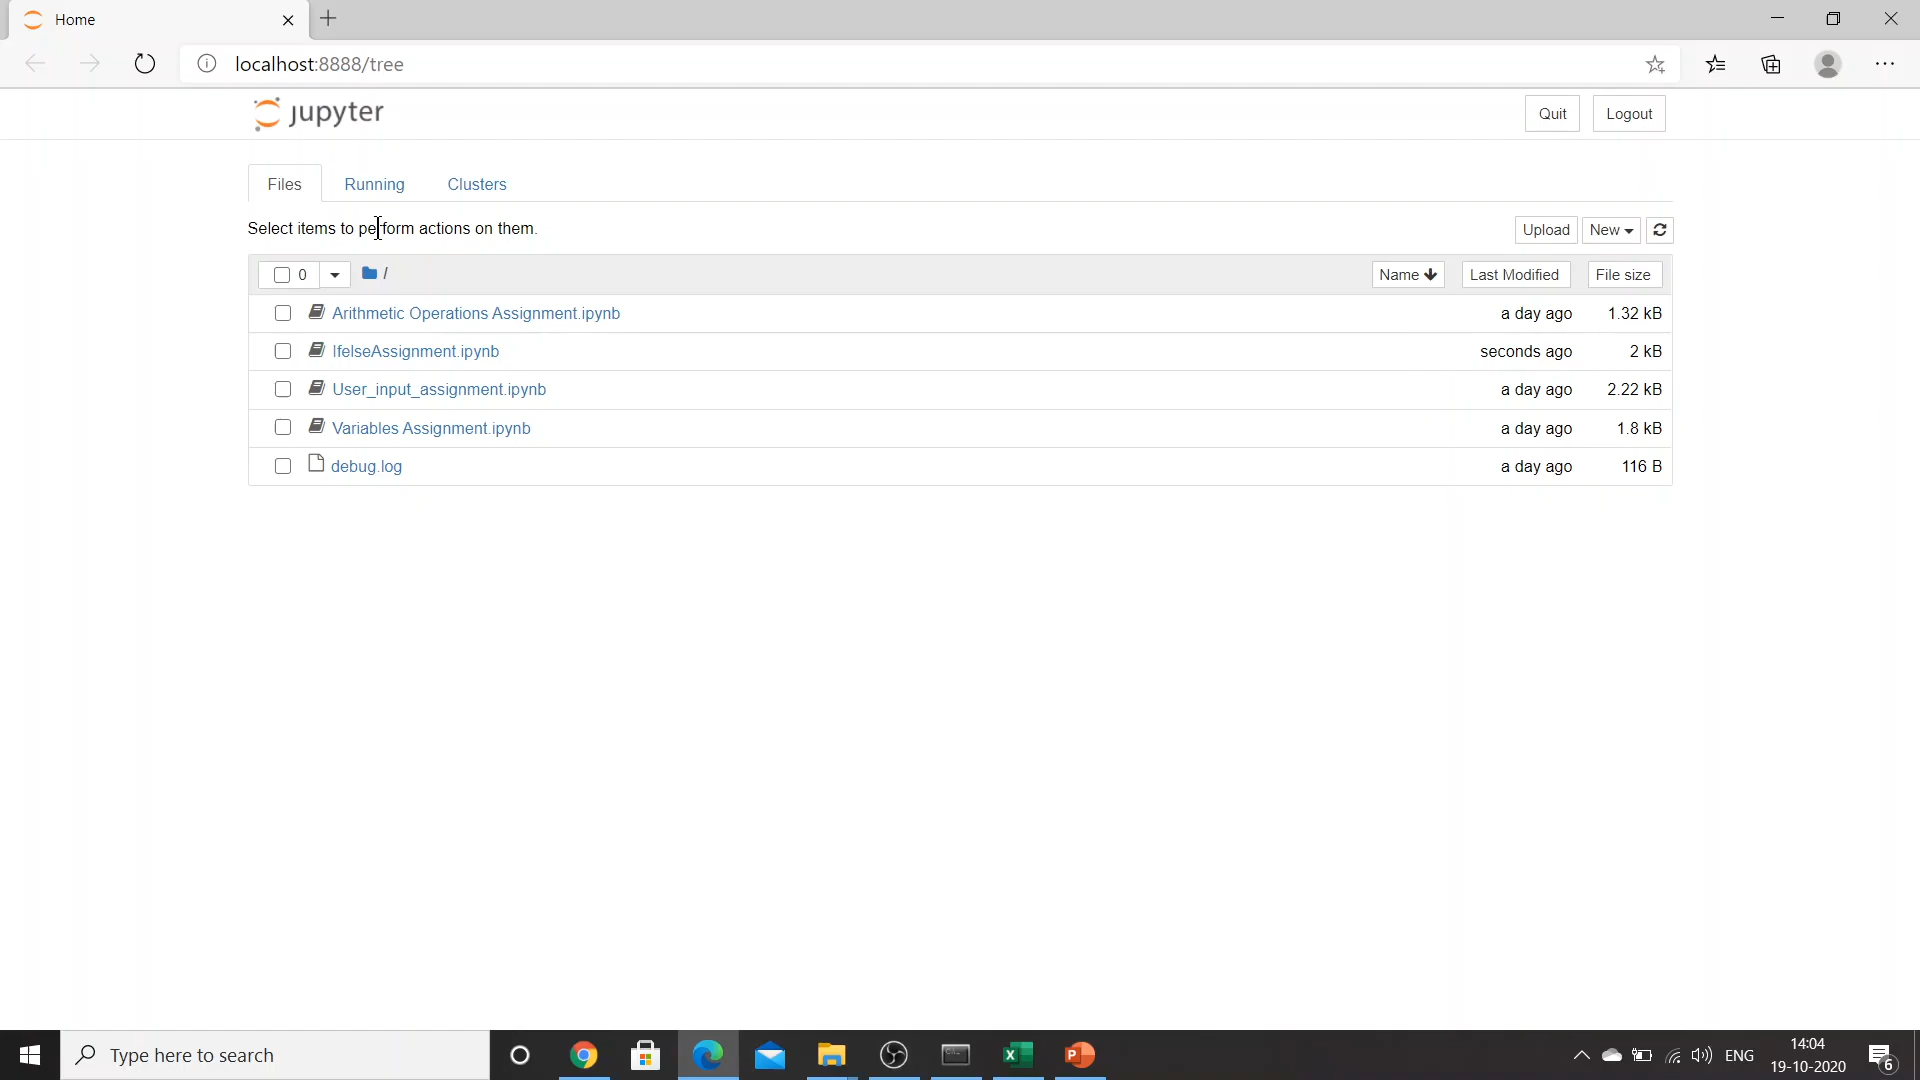 Home
localhost:8888/tree
jupyter
Quit
Logout
Files
Running
Clusters
Select items to perform actions on them.
Upload
New
0
/
Name
Last Modified
File size
Arithmetic Operations Assignment.ipynb
a day ago
1.32 kB
IfelseAssignment.ipynb
seconds ago
2 kB
User_input_assignment.ipynb
a day ago
2.22 kB
Variables Assignment.ipynb
a day ago
1.8 kB
debug.log
a day ago
116 B
Type here to search
ENG
14:04
19-10-2020
6